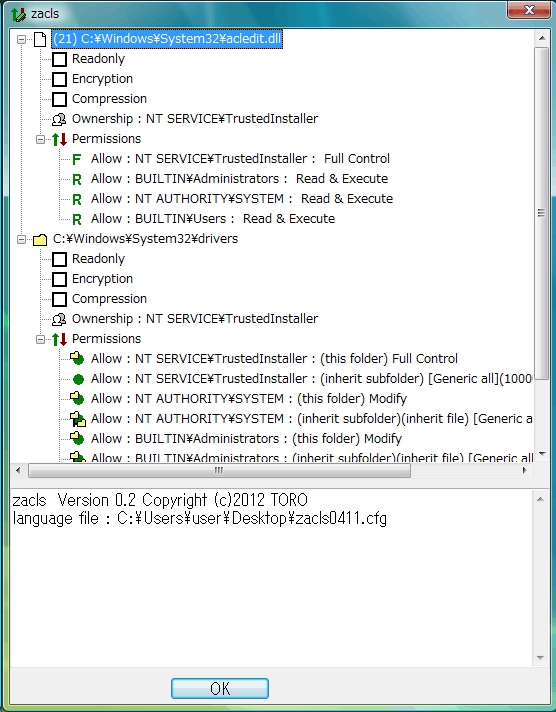 zacls
(21) C:¥Windows¥System32¥acledit.dll
Readonly
Encryption
Compression
Ownership : NT SERVICE¥TrustedInstaller
Permissions
F Allow : NT SERVICE¥TrustedInstaller : Full Control
R Allow : BUILTIN¥Administrators : Read & Execute
R Allow : NT AUTHORITY¥SYSTEM : Read & Execute
R Allow : BUILTIN¥Users : Read & Execute
C:¥Windows¥System32¥drivers
Readonly
Encryption
Compression
Ownership : NT SERVICE¥TrustedInstaller
Permissions
Allow : NT SERVICE¥TrustedInstaller : (this folder) Full Control
Allow : NT SERVICE¥TrustedInstaller : (inherit subfolder) [Generic all](1000
Allow : NT AUTHORITY¥SYSTEM : (this folder) Modify
Allow : NT AUTHORITY¥SYSTEM : (inherit subfolder)(inherit file) [Generic a
Allow : BUILTIN¥Administrators : (this folder) Modify
Allow : BUILTIN¥Administrators : (inherit subfolder)(inherit file) [Generic
zacls Version 0.2 Copyright (c)2012 TORO
language file : C:¥Users¥user¥Desktop¥zacls0411.cfg
OK